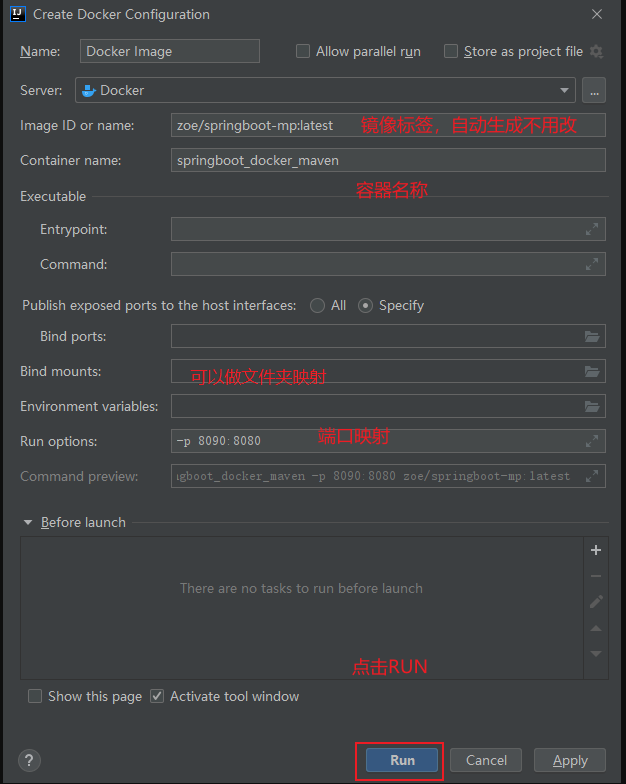 IJ Create Docker Configuration
Name: Docker Image Allow parallel run Store as project file
Server: Docker ...
Image ID or name: zoe/springboot-mp:latest 镜像标签，自动生成不用改
Container name: springboot_docker_maven
容器名称
Executable
Entrypoint:
Command:
Publish exposed ports to the host interfaces: All Specify
Bind ports:
Bind mounts: 可以做文件夹映射
Environment variables:
Run options: -p 8090:8080 端口映射
Command preview: gboot_docker_maven -p 8090:8080 zoe/springboot-mp:latest
Before launch
There are no tasks to run before launch
点击RUN
Show this page Activate tool window
? Run Cancel Apply